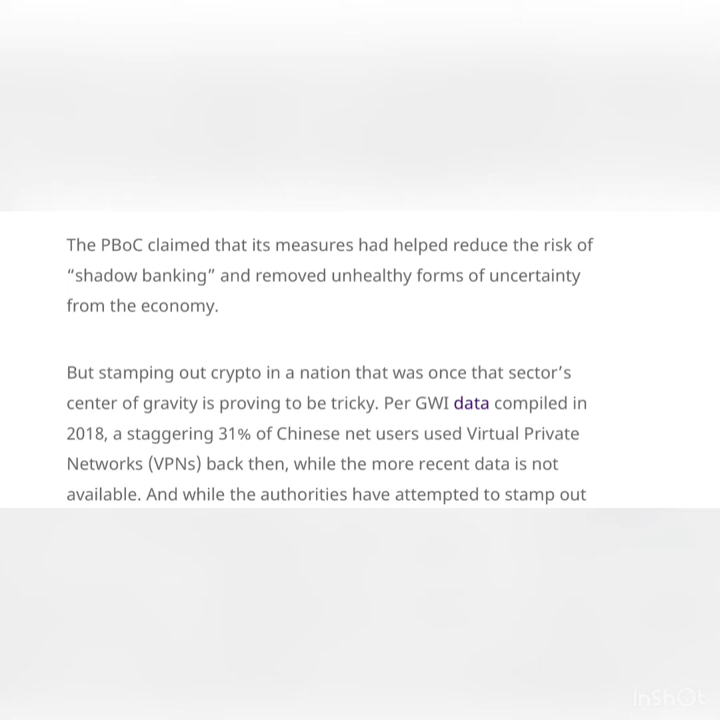 The PBoC claimed that its measures had helped reduce the risk of
“shadow banking” and removed unhealthy forms of uncertainty
from the economy.
But stamping out crypto in a nation that was once that sector’s
center of gravity is proving to be tricky. Per GWI data compiled in
2018, a staggering 31% of Chinese net users used Virtual Private
Networks (VPNs) back then, while the more recent data is not
available. And while the authorities have attempted to stamp out
InShOt